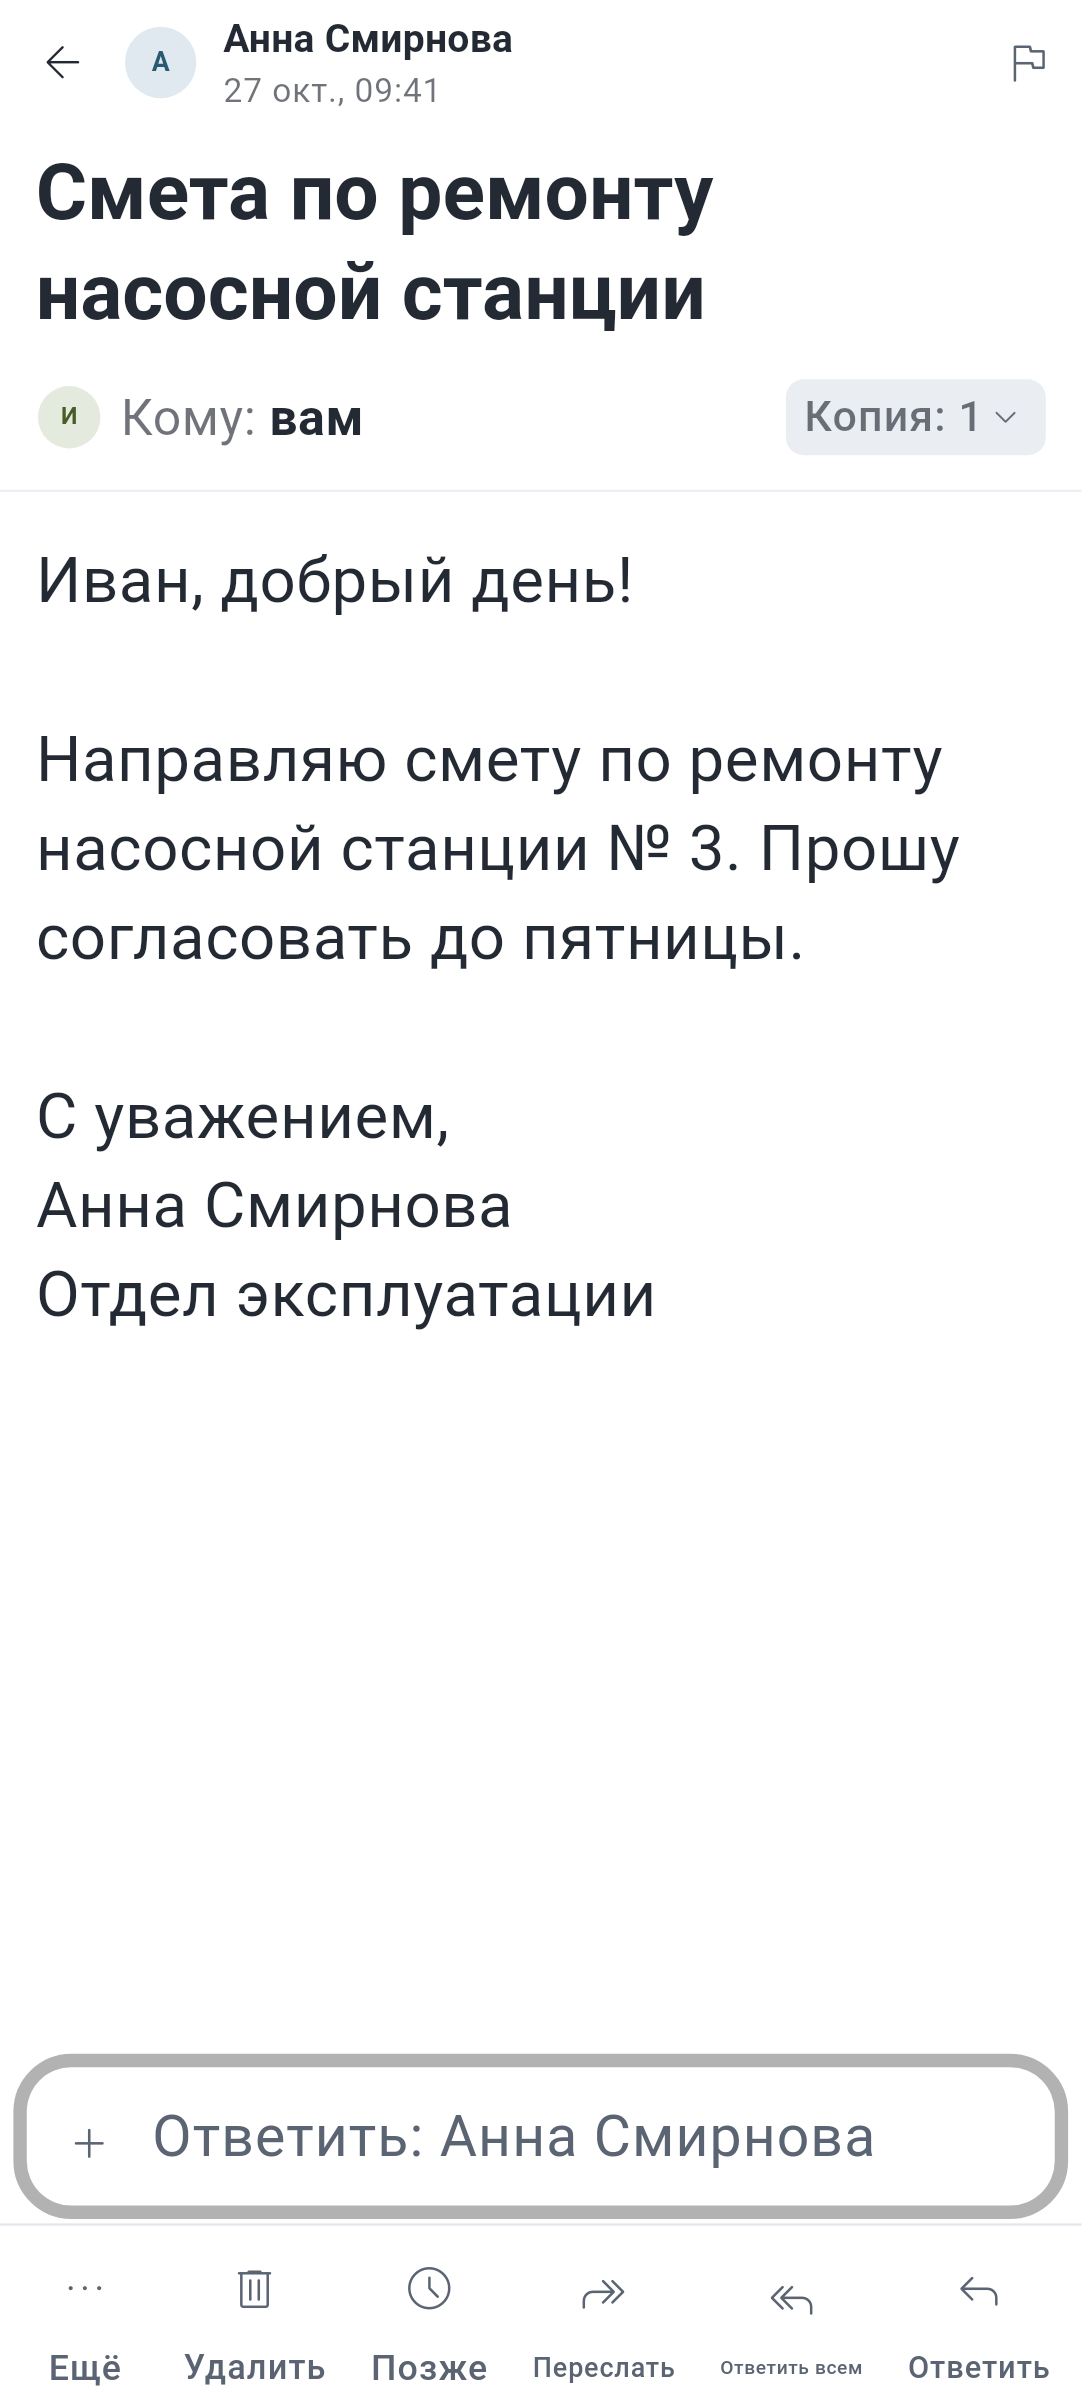 А
Анна Смирнова
27 окт., 09:41
Смета по ремонту
насосной станции
И
Кому: вам
Копия: 1
Иван, добрый день!
Направляю смету по ремонту
насосной станции № 3. Прошу
согласовать до пятницы.
С уважением,
Анна Смирнова
Отдел эксплуатации
Ответить: Анна Смирнова
Ещё
Удалить
Позже
Переслать
Ответить всем
Ответить